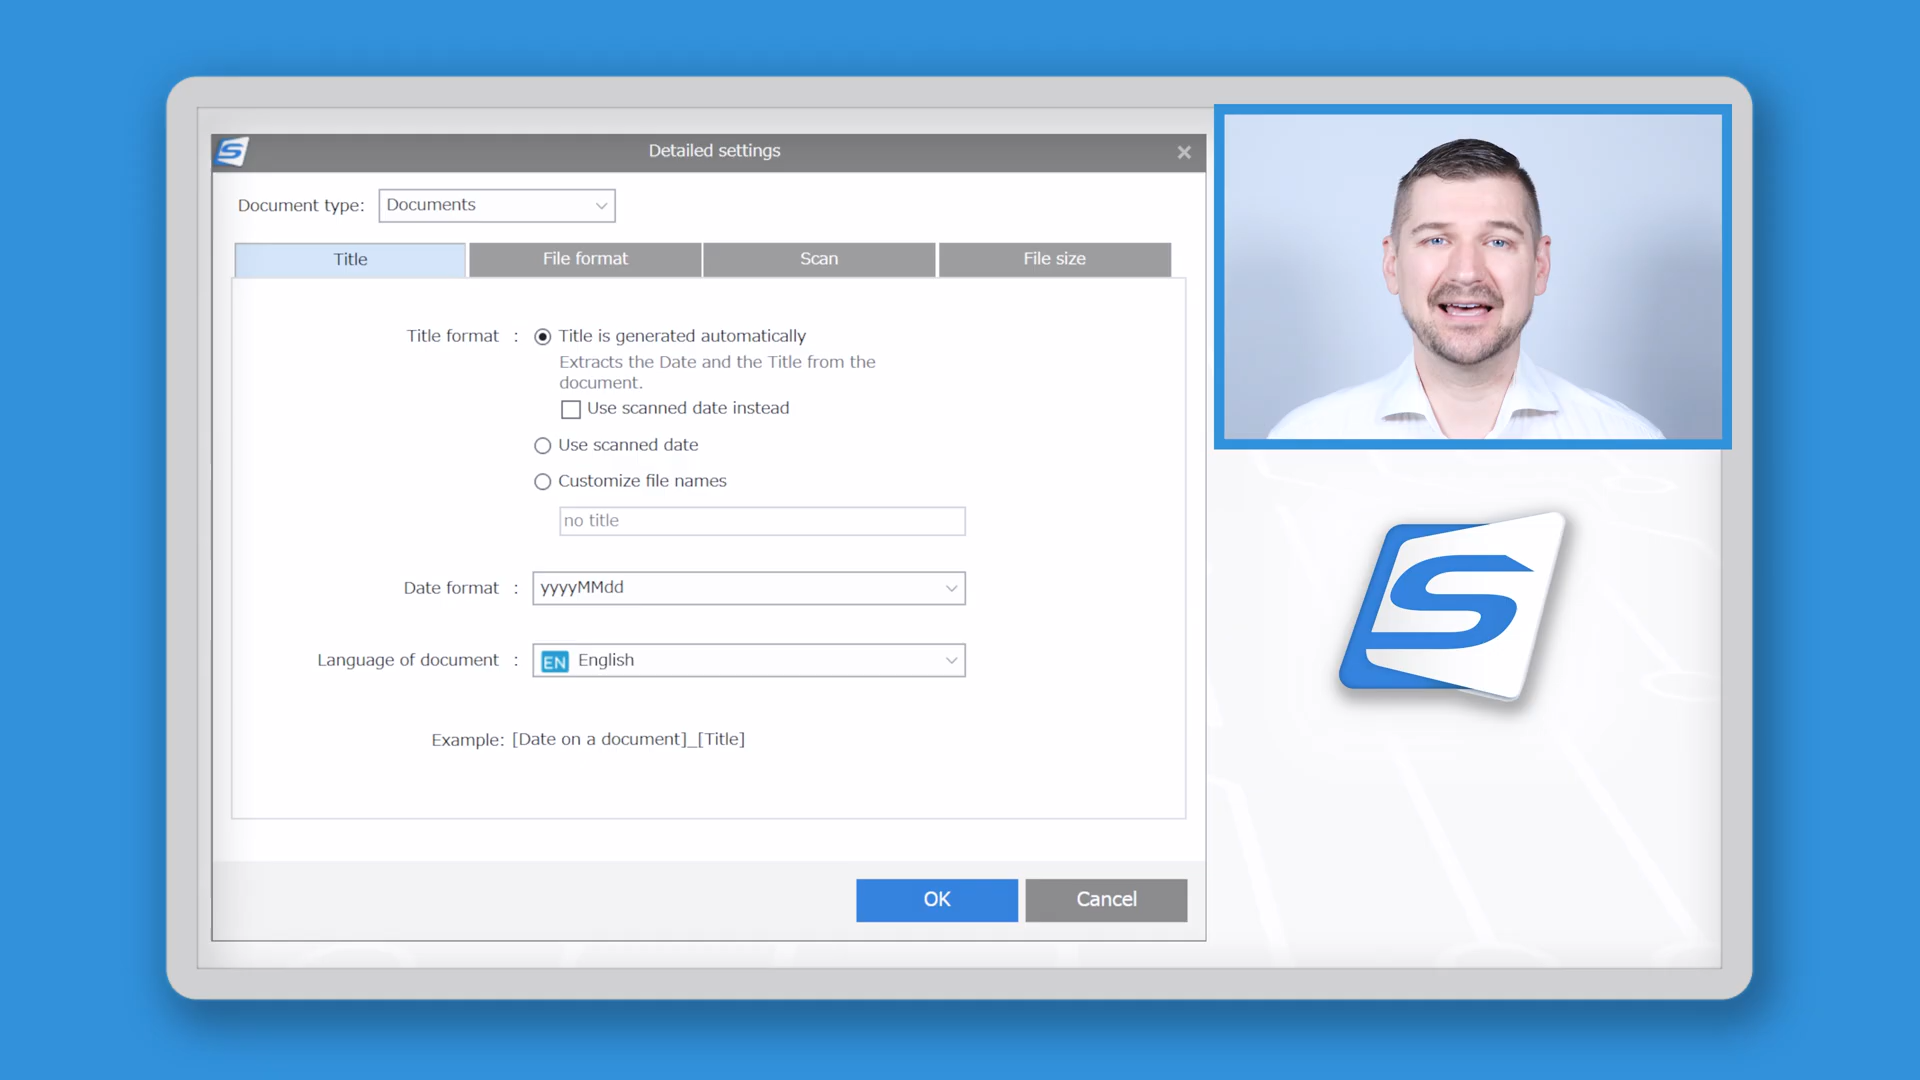 Detailed settings
Document type: Documents
Title
File format
Scan
File size
Title format : Title is generated automatically
Extracts the Date and the Title from the
document.
Use scanned date instead
Use scanned date
Customize file names
no title
Date format : yyyyMMdd
Language of document : EN English
Example: [Date on a document]_[Title]
OK
Cancel